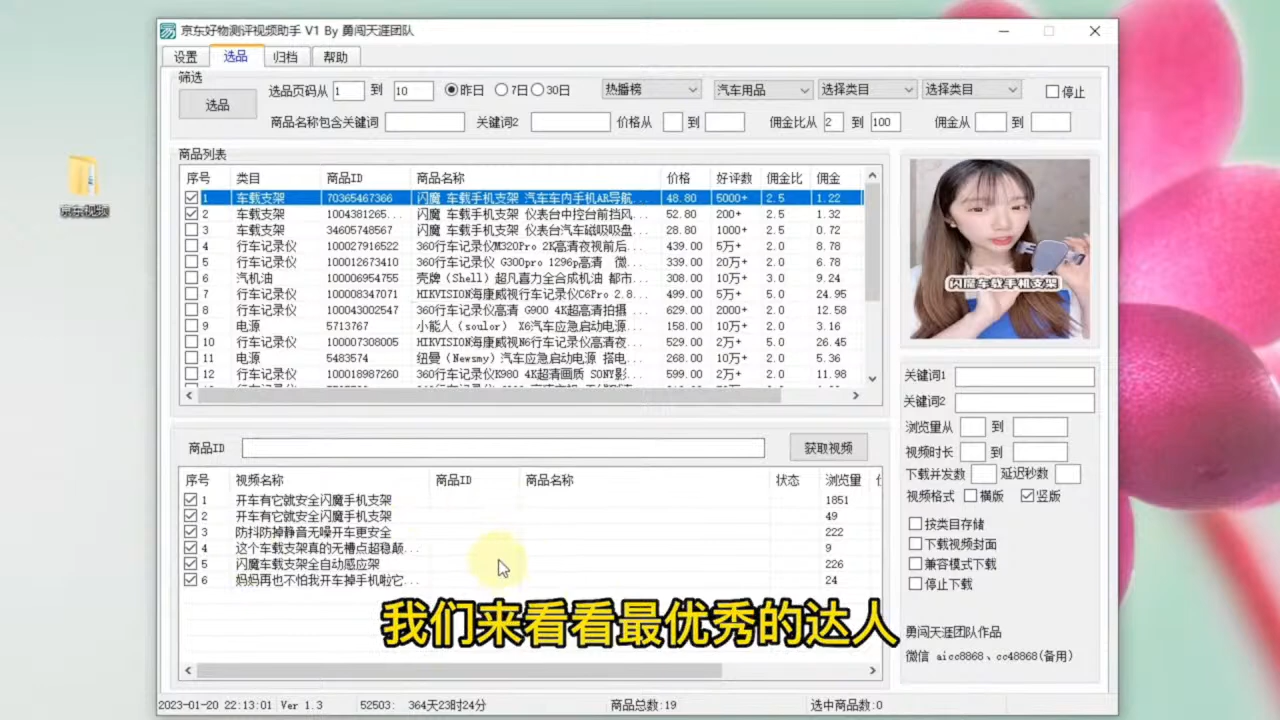 京东好物测评视频助手 V1 By 勇闯天涯团队
设置 选品 归档 帮助
筛选
选品 选品页码从 1 到 10 昨日 7日 30日 热播榜 汽车用品 选择类目 选择类目 停止
商品名称包含关键词 关键词2 价格从 到 佣金比从 2 到 100 佣金从 到
商品列表
序号 类目 商品ID 商品名称 价格 好评数 佣金比 佣金
1 车载支架 70365467366 闪魔 车载手机支架 汽车车内手机AR导航... 48.80 5000+ 2.5 1.22
2 车载支架 1004381265... 闪魔 车载手机支架 仪表台中控台前挡风... 52.80 200+ 2.5 1.32
3 车载支架 34605748567 闪魔 车载手机支架 仪表台汽车磁吸吸盘... 28.80 1000+ 2.5 0.72
4 行车记录仪 100027916522 360行车记录仪M320Pro 2K高清夜视前后... 439.00 5万+ 2.0 8.78
5 行车记录仪 100012673410 360行车记录仪 G300pro 1296p高清 微... 339.00 20万+ 2.0 6.78
6 汽机油 100006954755 壳牌（Shell）超凡喜力全合成机油 都市... 308.00 10万+ 3.0 9.24
7 行车记录仪 100008347071 HIKVISION海康威视行车记录仪C6Pro 2.8... 499.00 5万+ 5.0 24.95
8 行车记录仪 100043002547 360行车记录仪高清 G900 4K超高清拍摄... 629.00 2000+ 2.0 12.58
9 电源 5713767 小能人（soulor） X6汽车应急启动电源... 158.00 10万+ 2.0 3.16
10 行车记录仪 100007308005 HIKVISION海康威视N6行车记录仪高清夜... 529.00 2万+ 5.0 26.45
11 电源 5483574 纽曼（Newsmy）汽车应急启动电源 搭电... 268.00 10万+ 2.0 5.36
12 行车记录仪 100018987260 360行车记录仪K980 4K超清画质 SONY影... 599.00 2万+ 2.0 11.98
闪魔车载手机支架
京东视频
商品ID 获取视频
序号 视频名称 商品ID 商品名称 状态 浏览量
1 开车有它就安全闪魔手机支架 1851
2 开车有它就安全闪魔手机支架 49
3 防抖防掉静音无噪开车更安全 222
4 这个车载支架真的无槽点超稳颠... 9
5 闪魔车载支架全自动感应架 226
6 妈妈再也不怕我开车掉手机啦它... 24
关键词1
关键词2
浏览量从 到
视频时长 到
下载并发数 延迟秒数
视频格式 横版 竖版
按类目存储
下载视频封面
兼容模式下载
停止下载
我们来看看最优秀的达人
勇闯天涯团队作品
微信 aicc8868、cc48868(备用)
2023-01-20 22:13:01 Ver 1.3 52503: 364天23时24分 商品总数:19 选中商品数:0